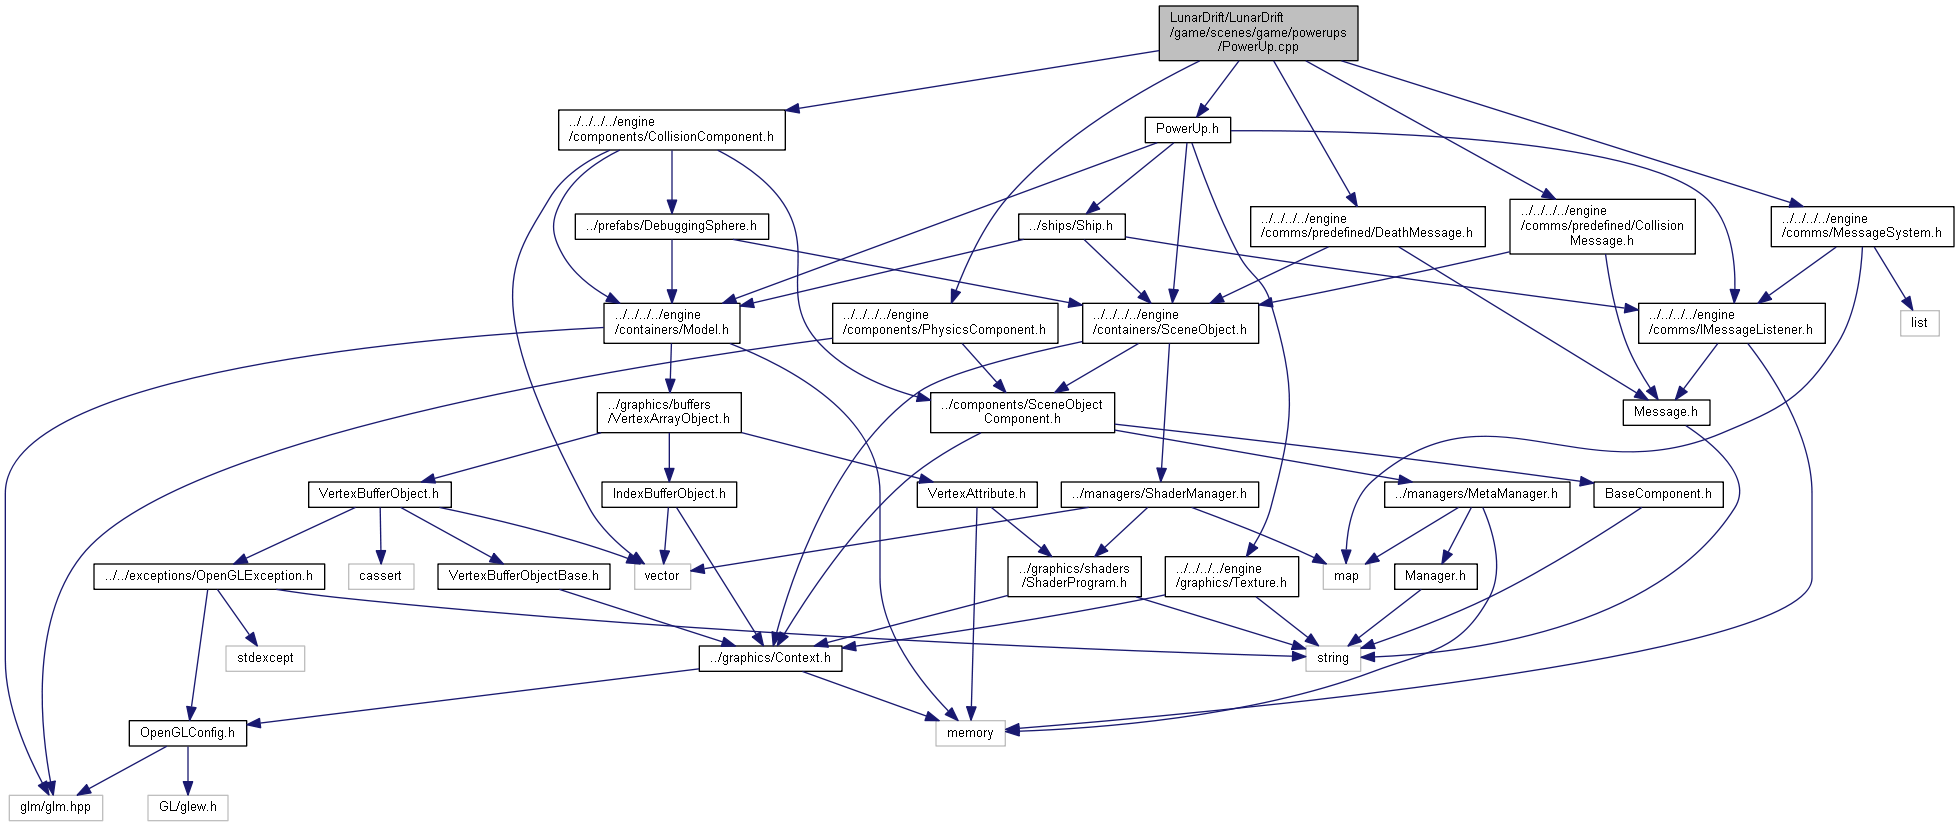 LunarDrift/LunarDrift
/game/scenes/game/powerups
/PowerUp.cpp
../../../../engine
/components/CollisionComponent.h
PowerUp.h
../prefabs/DebuggingSphere.h
../ships/Ship.h
../../../../engine
/comms/predefined/DeathMessage.h
../../../../engine
/comms/predefined/Collision
Message.h
../../../../engine
/comms/MessageSystem.h
../../../../engine
/containers/Model.h
../../../../engine
/components/PhysicsComponent.h
../../../../engine
/containers/SceneObject.h
../../../../engine
/comms/IMessageListener.h
list
../graphics/buffers
/VertexArrayObject.h
../components/SceneObject
Component.h
Message.h
VertexBufferObject.h
IndexBufferObject.h
VertexAttribute.h
../managers/ShaderManager.h
../managers/MetaManager.h
BaseComponent.h
../../exceptions/OpenGLException.h
cassert
VertexBufferObjectBase.h
vector
../graphics/shaders
/ShaderProgram.h
../../../../engine
/graphics/Texture.h
map
Manager.h
stdexcept
../graphics/Context.h
string
OpenGLConfig.h
memory
glm/glm.hpp
GL/glew.h